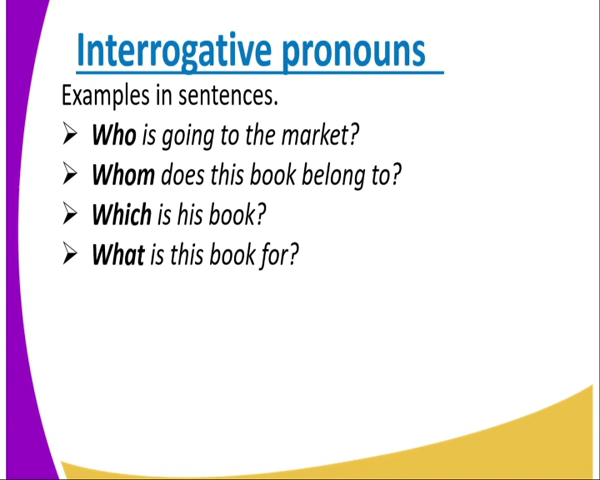 Interrogative pronouns
Examples in sentences.
➢ Who is going to the market?
➢ Whom does this book belong to?
➢ Which is his book?
➢ What is this book for?